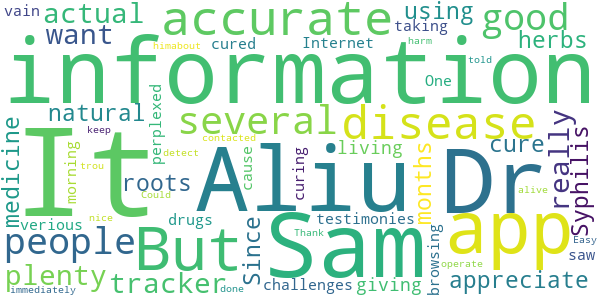 vain actual accurate using good
want cured Internet taking harm told
himabout herbs
information One
natural several disease
perplexed morning keep contacted
detect trou cause curing living months cure really Syphilis
medicine It Aliu Dr
roots
verious drugs testimonies Could nice alive
people But Sam app
Since Thank browsing Easy saw
plenty tracker challenges giving appreciate
immediately done operate